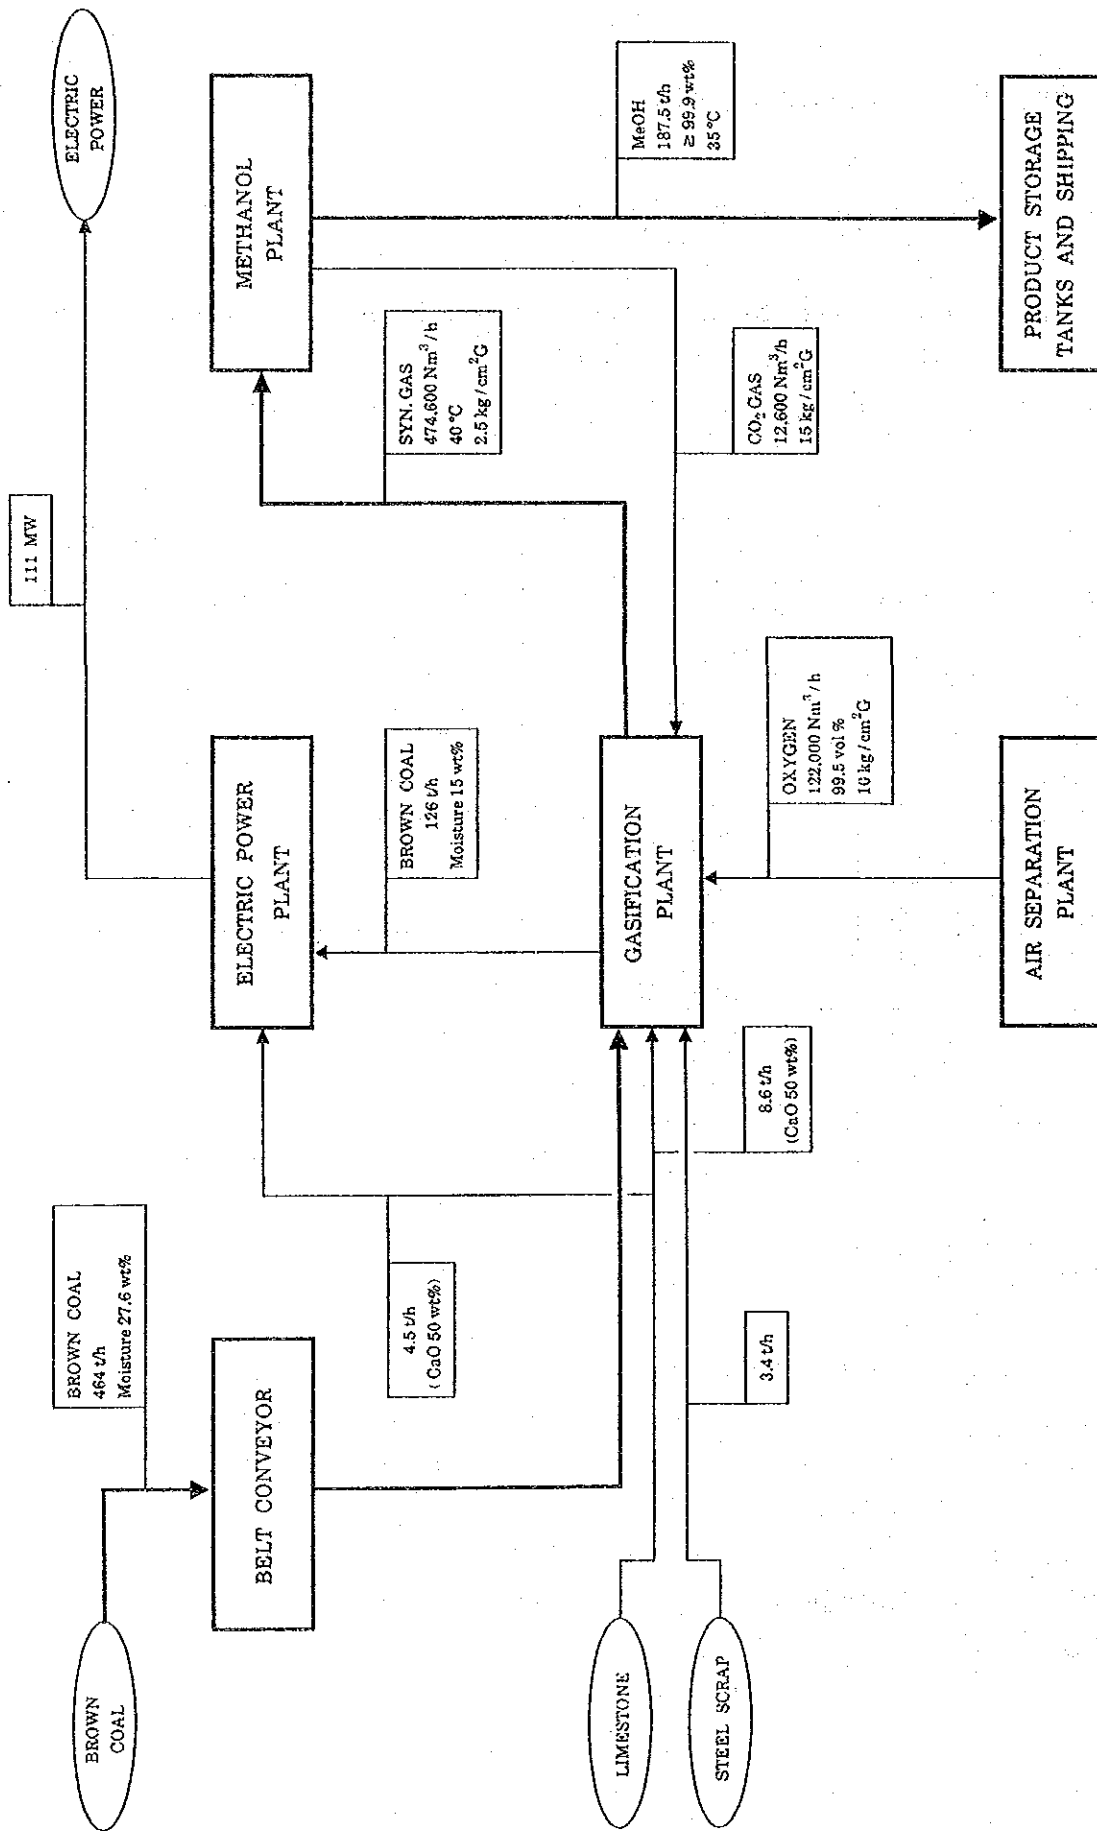 BROWN
COAL
BROWN COAL
464 t/h
Moisture 27.6 wt%
BELT CONVEYOR
LIMESTONE
STEEL SCRAP
4.5 t/h
(CaO 50 wt%)
3.4 t/h
8.6 t/h
(CaO 50 wt%)
ELECTRIC POWER
PLANT
BROWN COAL
126 t/h
Moisture 15 wt%
GASIFICATION
PLANT
OXYGEN
122,000 Nm³/h
99.5 vol %
10 kg/cm²G
AIR SEPARATION
PLANT
111 MW
SYN. GAS
474,600 Nm³/h
40 °C
2.5 kg/cm²G
CO₂ GAS
12,600 Nm³/h
15 kg/cm²G
ELECTRIC
POWER
METHANOL
PLANT
MeOH
187.5 t/h
≥ 99.9 wt%
35 °C
PRODUCT STORAGE
TANKS AND SHIPPING